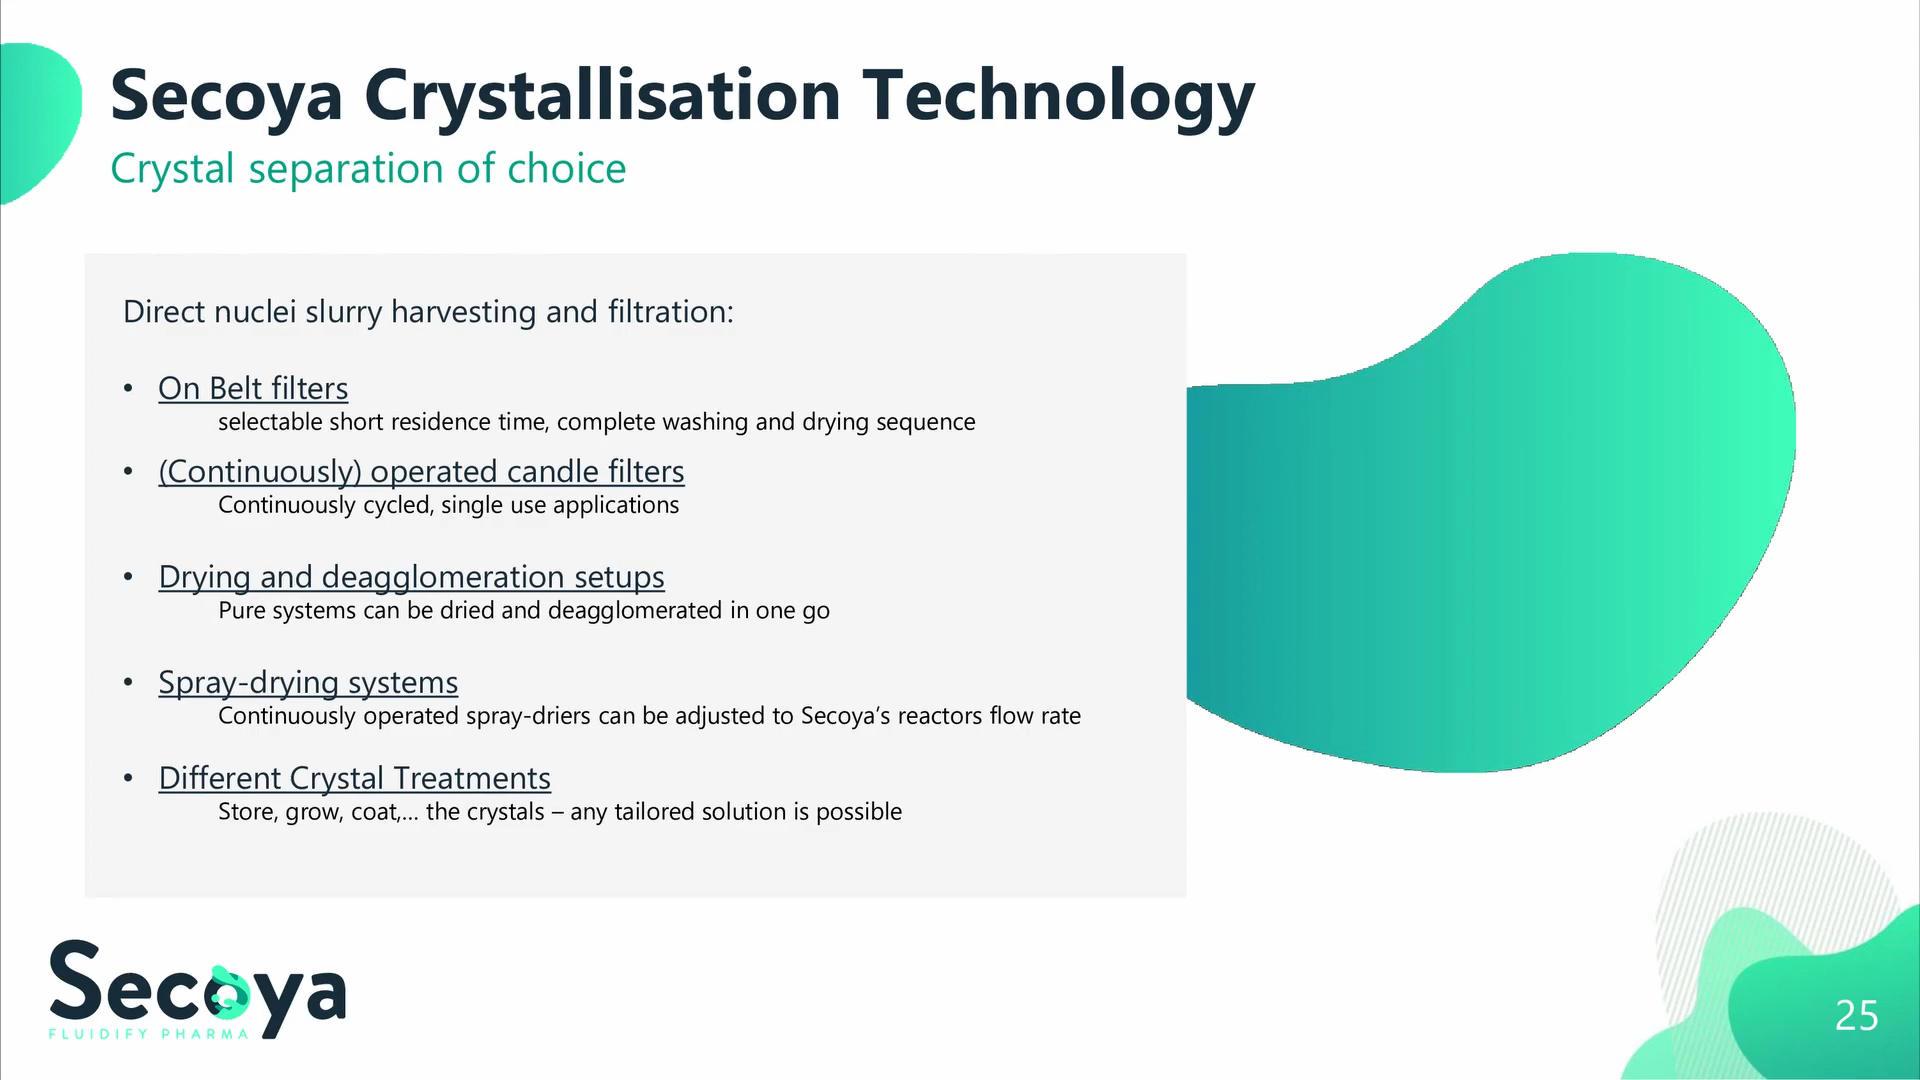 Secoya Crystallisation Technology
Crystal separation of choice
Direct nuclei slurry harvesting and filtration:
• On Belt filters
selectable short residence time, complete washing and drying sequence
• (Continuously) operated candle filters
Continuously cycled, single use applications
• Drying and deagglomeration setups
Pure systems can be dried and deagglomerated in one go
• Spray-drying systems
Continuously operated spray-driers can be adjusted to Secoya’s reactors flow rate
• Different Crystal Treatments
Store, grow, coat,... the crystals – any tailored solution is possible
Secoya
FLUIDIFY PHARMA
25